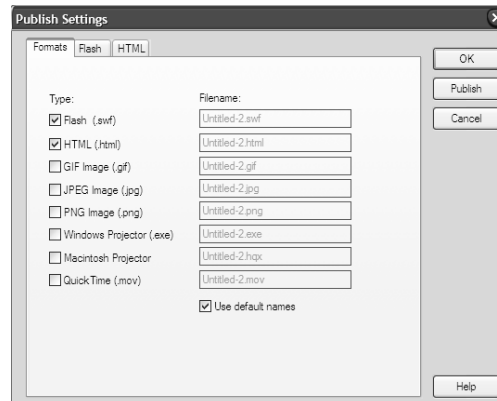 Publish Settings
Formats Flash HTML
OK
Publish
Cancel
Type: Filename:
Flash (.swf) Untitled-2.swf
HTML (.html) Untitled-2.html
GIF Image (.gif) Untitled-2.gif
JPEG Image (.jpg) Untitled-2.jpg
PNG Image (.png) Untitled-2.png
Windows Projector (.exe) Untitled-2.exe
Macintosh Projector Untitled-2.hqx
QuickTime (.mov) Untitled-2.mov
Use default names
Help